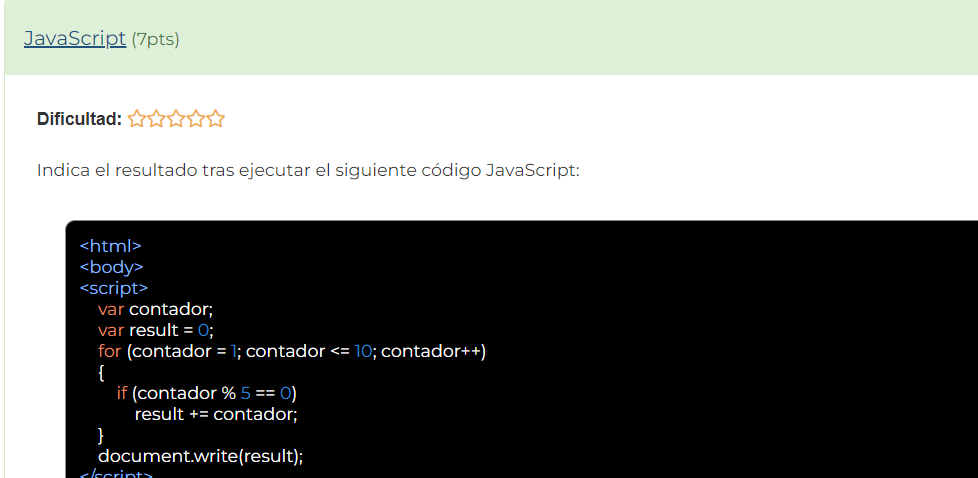 JavaScript (7pts)
Dificultad:
Indica el resultado tras ejecutar el siguiente código JavaScript:
<html>
<body>
<script>
var contador;
var result = 0;
for (contador = 1; contador <= 10; contador++)
{
if (contador % 5 == 0)
result += contador;
}
document.write(result);
</script>